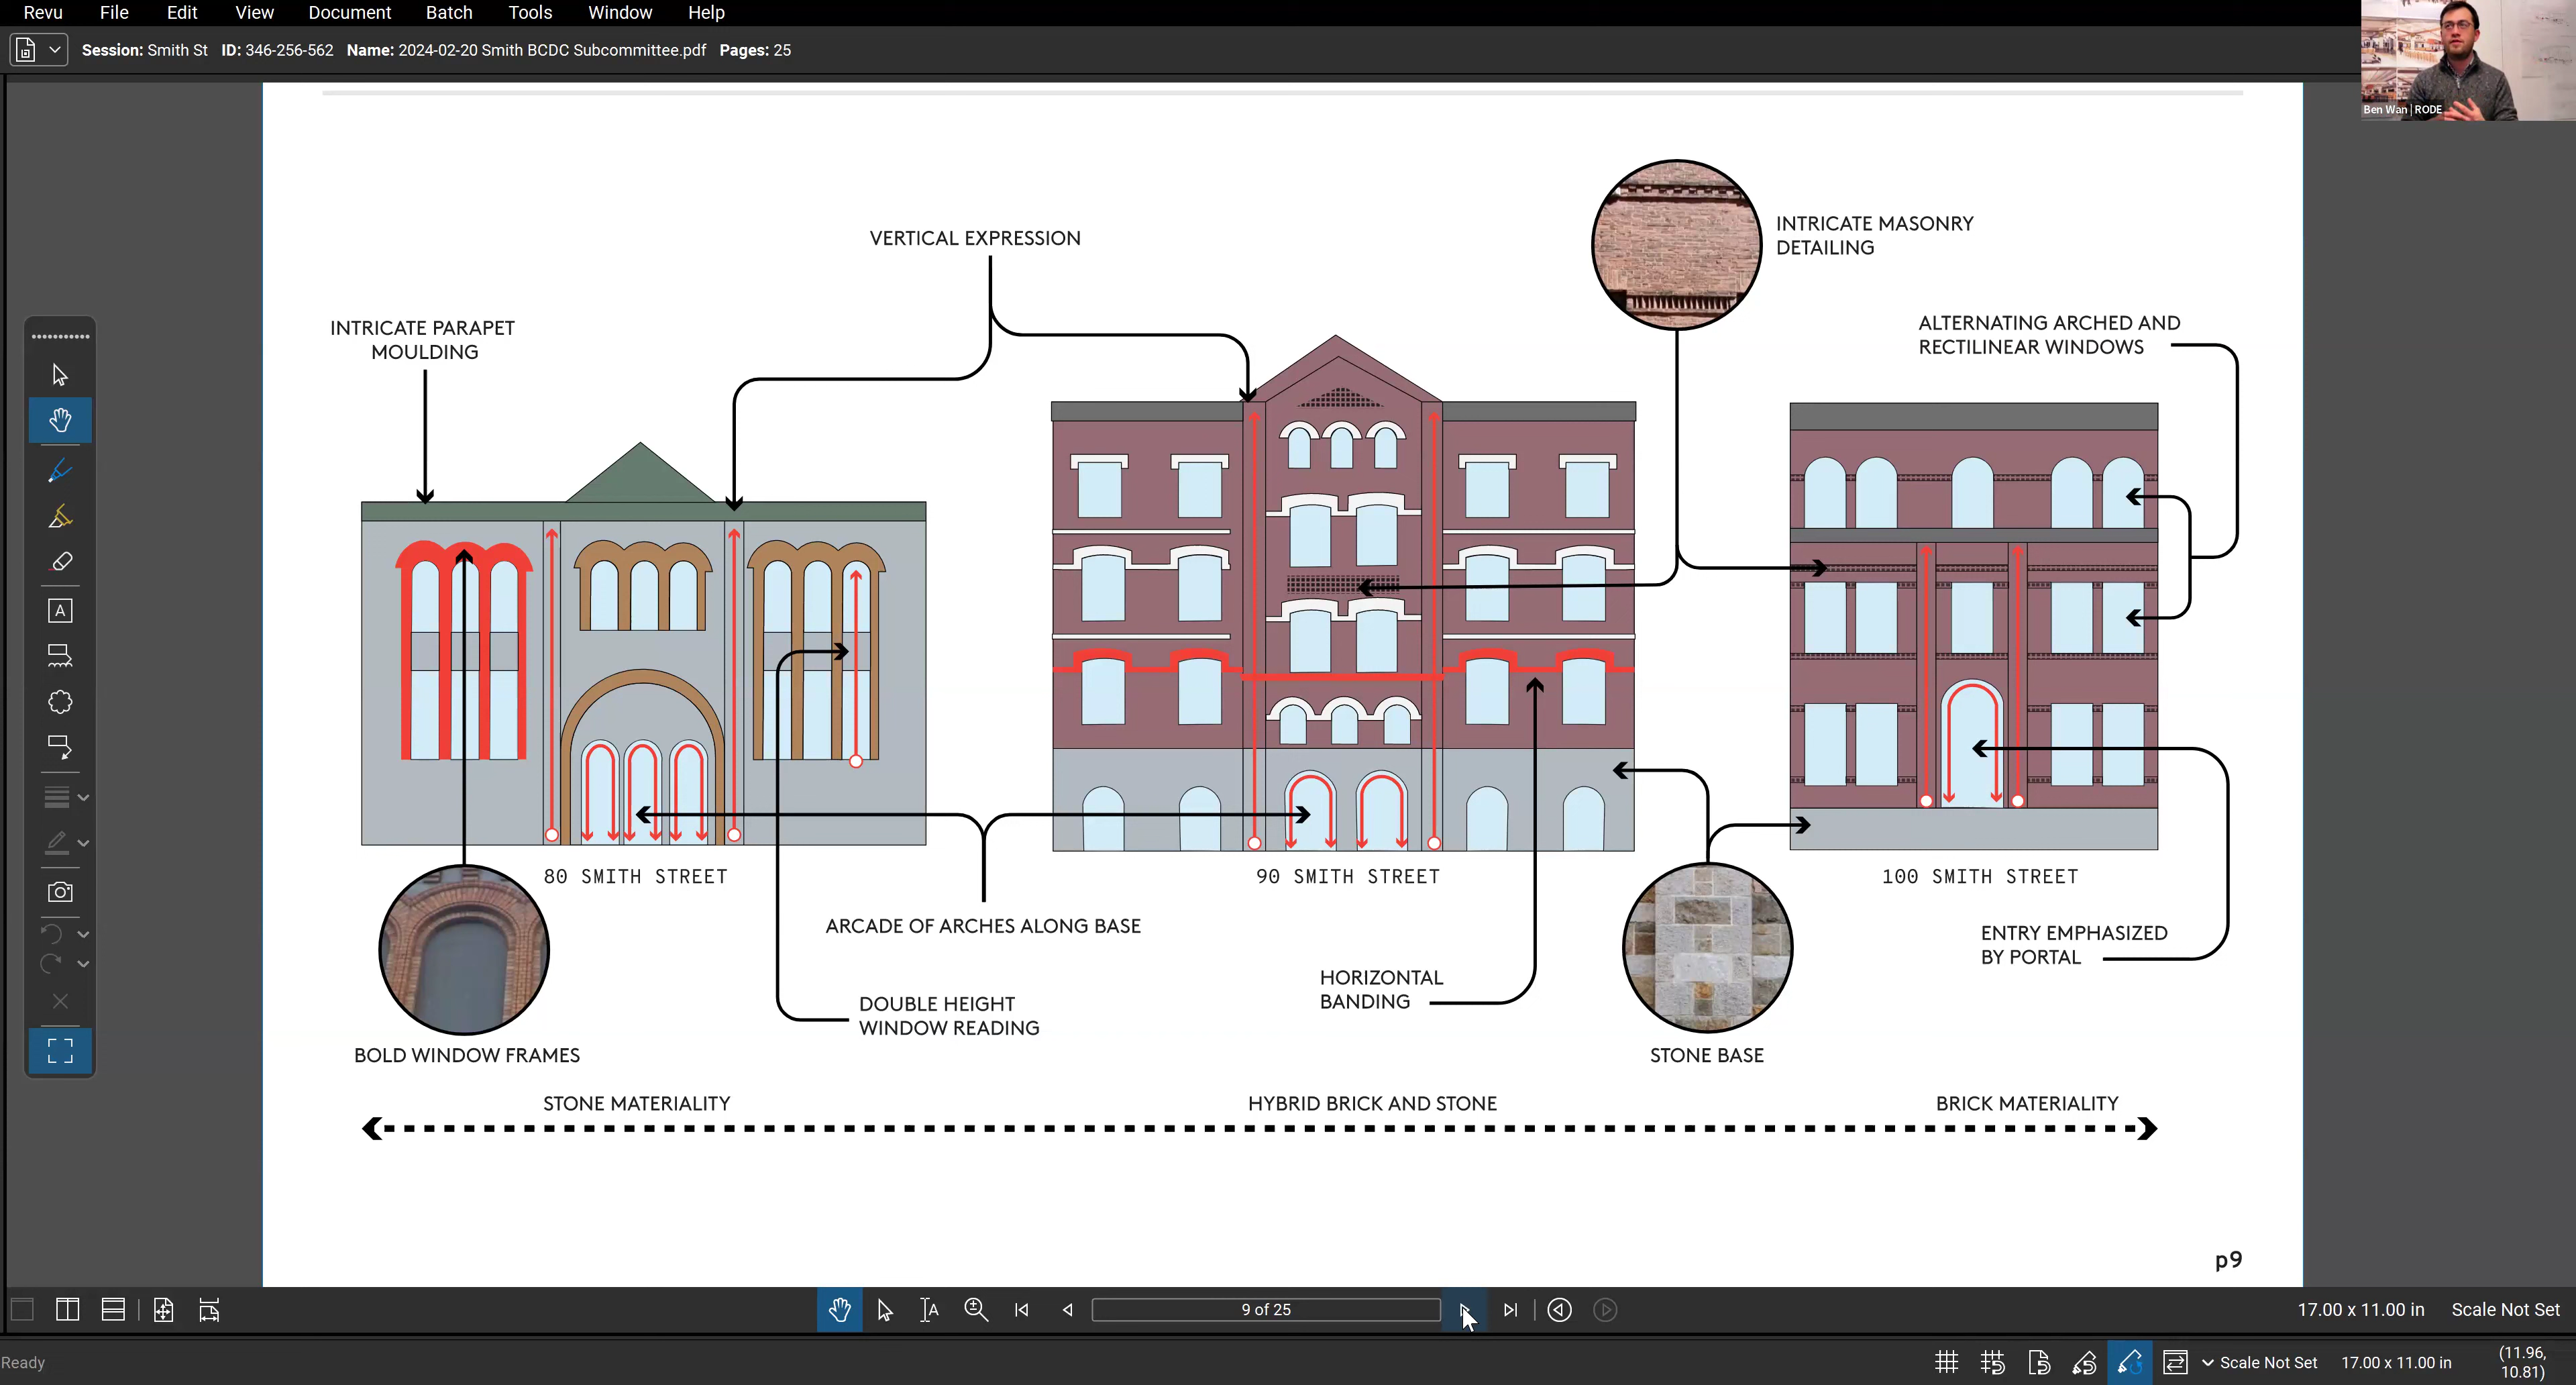 Revu File Edit View Document Batch Tools Window Help
Session: Smith St ID: 346-256-562 Name: 2024-02-20 Smith BCDC Subcommittee.pdf Pages: 25
Ben Wan | RODE
INTRICATE MASONRY
DETAILING
VERTICAL EXPRESSION
INTRICATE PARAPET
MOULDING
ALTERNATING ARCHED AND
RECTILINEAR WINDOWS
80 SMITH STREET
90 SMITH STREET
100 SMITH STREET
ARCADE OF ARCHES ALONG BASE
ENTRY EMPHASIZED
BY PORTAL
HORIZONTAL
BANDING
DOUBLE HEIGHT
WINDOW READING
BOLD WINDOW FRAMES
STONE BASE
STONE MATERIALITY
HYBRID BRICK AND STONE
BRICK MATERIALITY
p9
9 of 25
17.00 x 11.00 in Scale Not Set
Ready
Scale Not Set 17.00 x 11.00 in (11.96,
10.81)